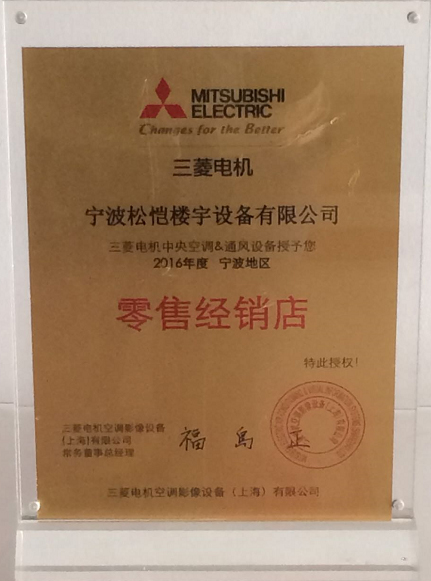 MITSUBISHI
ELECTRIC
Changes for the Better
三菱电机
宁波松恺楼宇设备有限公司
三菱电机中央空调&通风设备授予您
2016年度 宁波地区
零售经销店
特此授权!
三菱电机空调影像设备
(上海)有限公司
常务董事总经理
福島 正
三菱电机空调影像设备（上海）有限公司